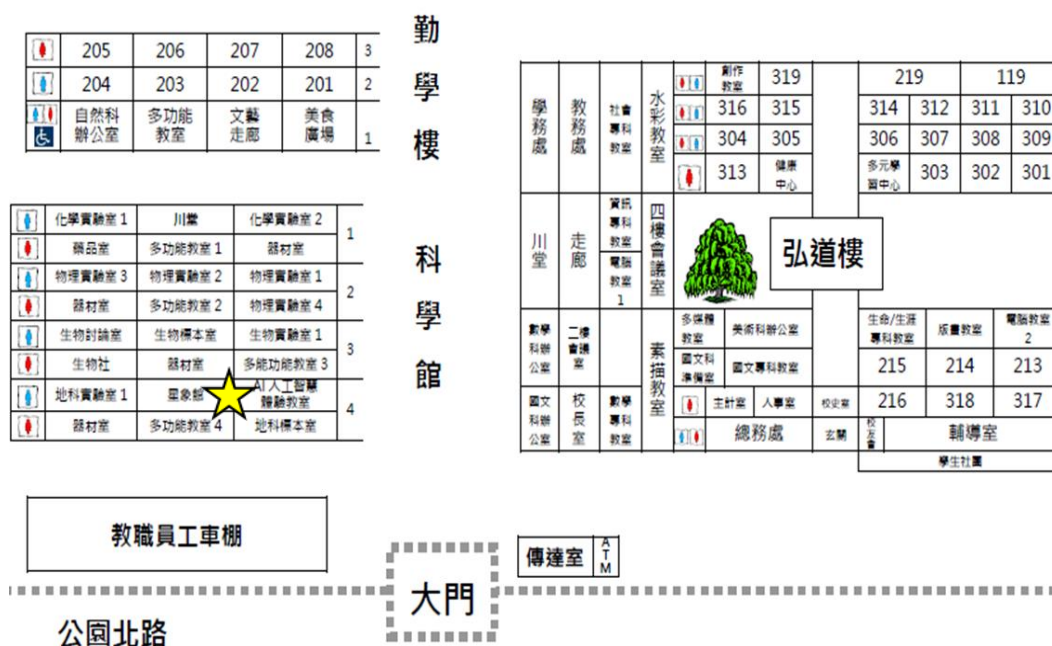 勤學樓
205 206 207 208 3
204 203 202 201 2
自然科辦公室 多功能教室 文藝走廊 美食廣場 1
科學館
化學實驗室 1 川堂 化學實驗室 2 1
藥品室 多功能教室 1 器材室
物理實驗室 3 物理實驗室 2 物理實驗室 1 2
器材室 多功能教室 2 物理實驗室 4
生物討論室 生物標本室 生物實驗室 1 3
生物社 器材室 多能功能教室 3
地科實驗室 1 星象館 AI 人工智慧體驗教室 4
器材室 多功能教室 4 地科標本室
學務處 教務處 社會專科教室 水彩教室
創作教室 319 219 119
316 315 314 312 311 310
304 305 306 307 308 309
313 健康中心 多元學習中心 303 302 301
川堂 走廊 資訊專科教室 四樓會議室
電腦教室 1
弘道樓
數學科辦公室 二樓會議室 素描教室
多媒體教室 美術科辦公室 生命/生涯專科教室 版畫教室 電腦教室 2
國文科準備室 國文專科教室 215 214 213
國文科辦公室 校長室 數學專科教室
主計室 人事室 校史室 216 318 317
總務處 玄關 校友會 輔導室
學生社團
教職員工車棚
傳達室 ATM
大門
公園北路